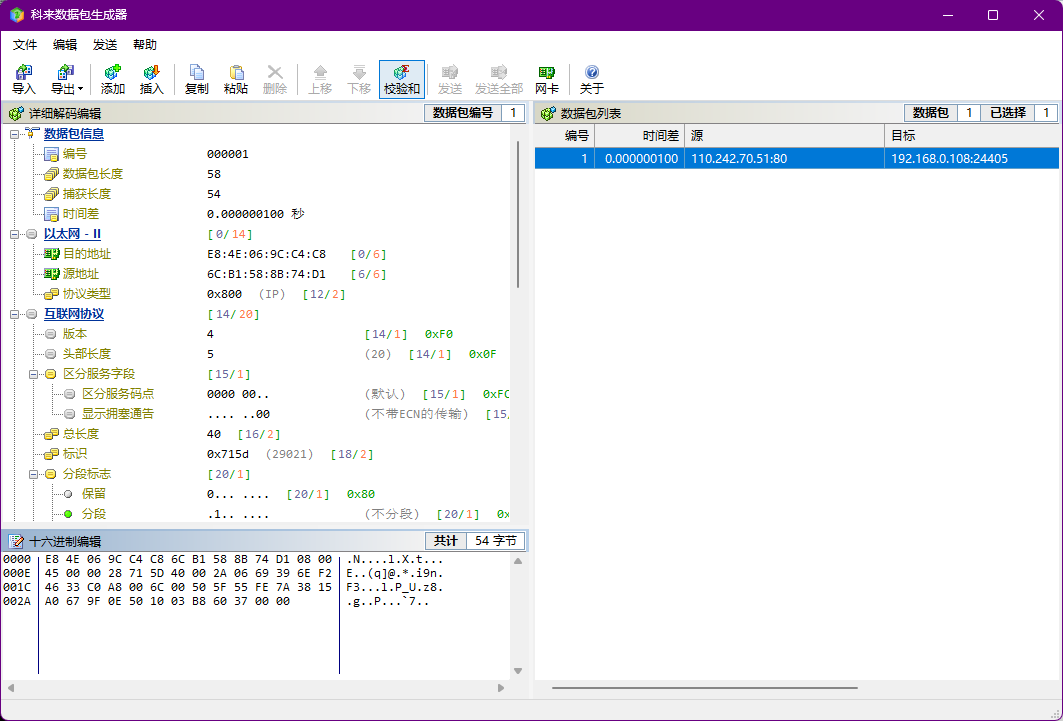 科来数据包生成器
文件 编辑 发送 帮助
导入 导出 添加 插入 复制 粘贴 删除 上移 下移 校验和 发送 发送全部 网卡 关于
详细解码编辑 数据包编号 1
数据包信息
编号 000001
数据包长度 58
捕获长度 54
时间差 0.000000100 秒
以太网 - II [0/14]
目的地址 E8:4E:06:9C:C4:C8 [0/6]
源地址 6C:B1:58:8B:74:D1 [6/6]
协议类型 0x800 (IP) [12/2]
互联网协议 [14/20]
版本 4 [14/1] 0xF0
头部长度 5 (20) [14/1] 0x0F
区分服务字段 [15/1]
区分服务码点 0000 00.. (默认) [15/1] 0xFC
显示拥塞通告 .... ..00 (不带ECN的传输) [15/
总长度 40 [16/2]
标识 0x715d (29021) [18/2]
分段标志 [20/1]
保留 0... .... [20/1] 0x80
分段 .1.. .... (不分段) [20/1] 0x
十六进制编辑 共计 54 字节
0000 E8 4E 06 9C C4 C8 6C B1 58 8B 74 D1 08 00 .N....l.X.t...
000E 45 00 00 28 71 5D 40 00 2A 06 69 39 6E F2 E..(q]@.*.i9n.
001C 46 33 C0 A8 00 6C 00 50 5F 55 FE 7A 38 15 F3...l.P_U.z8.
002A A0 67 9F 0E 50 10 03 B8 60 37 00 00 .g..P...`7..
数据包列表 数据包 1 已选择 1
编号 时间差 源 目标
1 0.000000100 110.242.70.51:80 192.168.0.108:24405